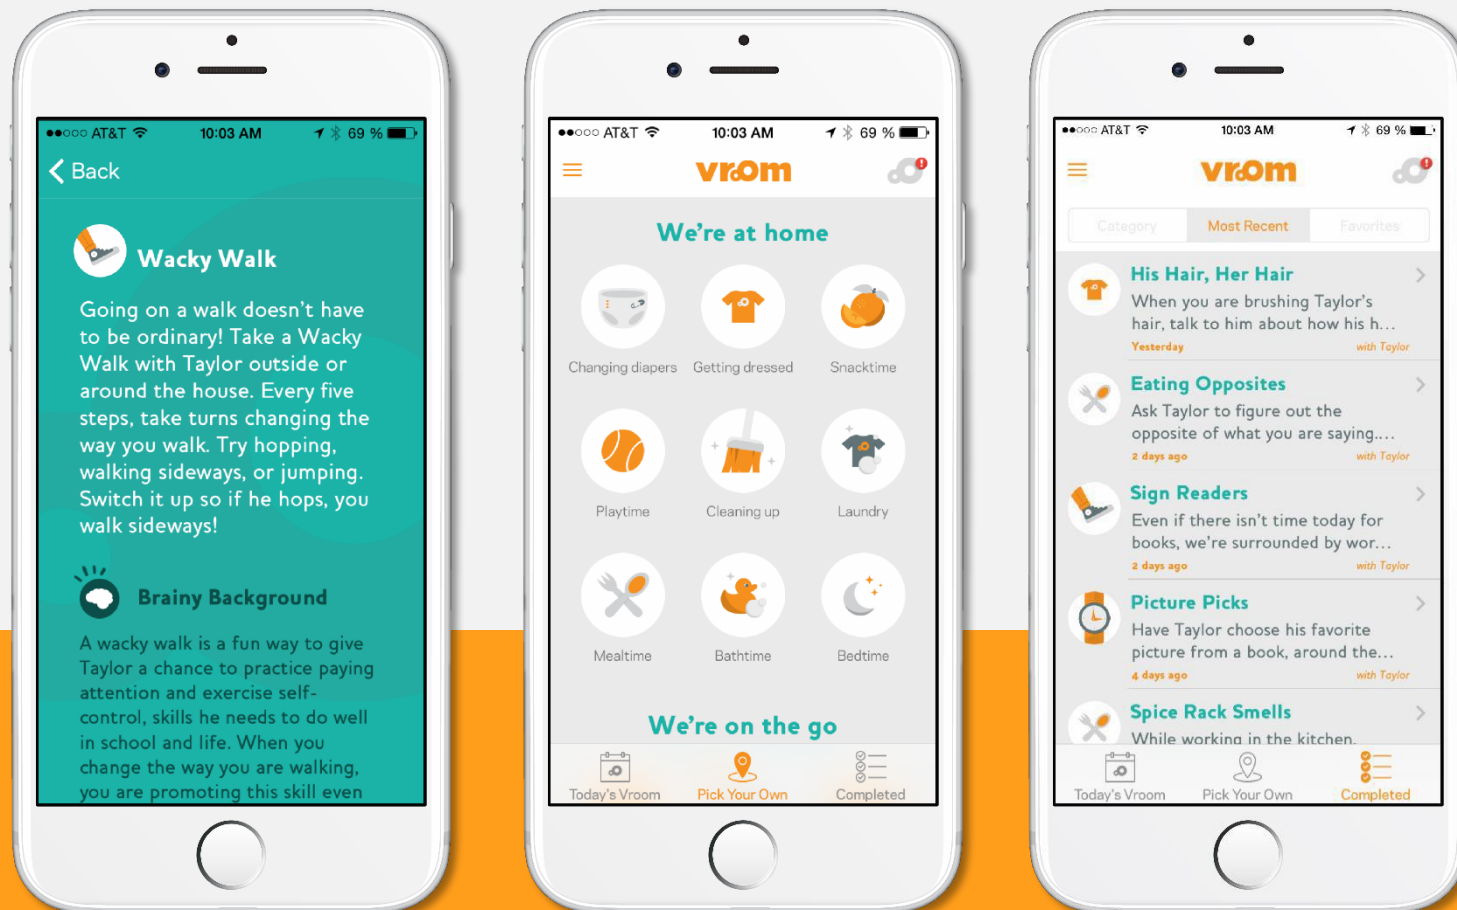 AT&T
10:03 AM
69 %
Back
Wacky Walk
Going on a walk doesn't have
to be ordinary! Take a Wacky
Walk with Taylor outside or
around the house. Every five
steps, take turns changing the
way you walk. Try hopping,
walking sideways, or jumping.
Switch it up so if he hops, you
walk sideways!
Brainy Background
A wacky walk is a fun way to give
Taylor a chance to practice paying
attention and exercise self-
control, skills he needs to do well
in school and life. When you
change the way you are walking,
you are promoting this skill even
AT&T
10:03 AM
69 %
vroom
!
We're at home
Changing diapers
Getting dressed
Snacktime
Playtime
Cleaning up
Laundry
Mealtime
Bathtime
Bedtime
We're on the go
Today's Vroom
Pick Your Own
Completed
AT&T
10:03 AM
69 %
vroom
!
Category
Most Recent
Favorites
His Hair, Her Hair
When you are brushing Taylor's
hair, talk to him about how his h...
Yesterday
with Taylor
Eating Opposites
Ask Taylor to figure out the
opposite of what you are saying....
2 days ago
with Taylor
Sign Readers
Even if there isn't time today for
books, we're surrounded by wor...
2 days ago
with Taylor
Picture Picks
Have Taylor choose his favorite
picture from a book, around the...
4 days ago
with Taylor
Spice Rack Smells
While working in the kitchen,
Today's Vroom
Pick Your Own
Completed